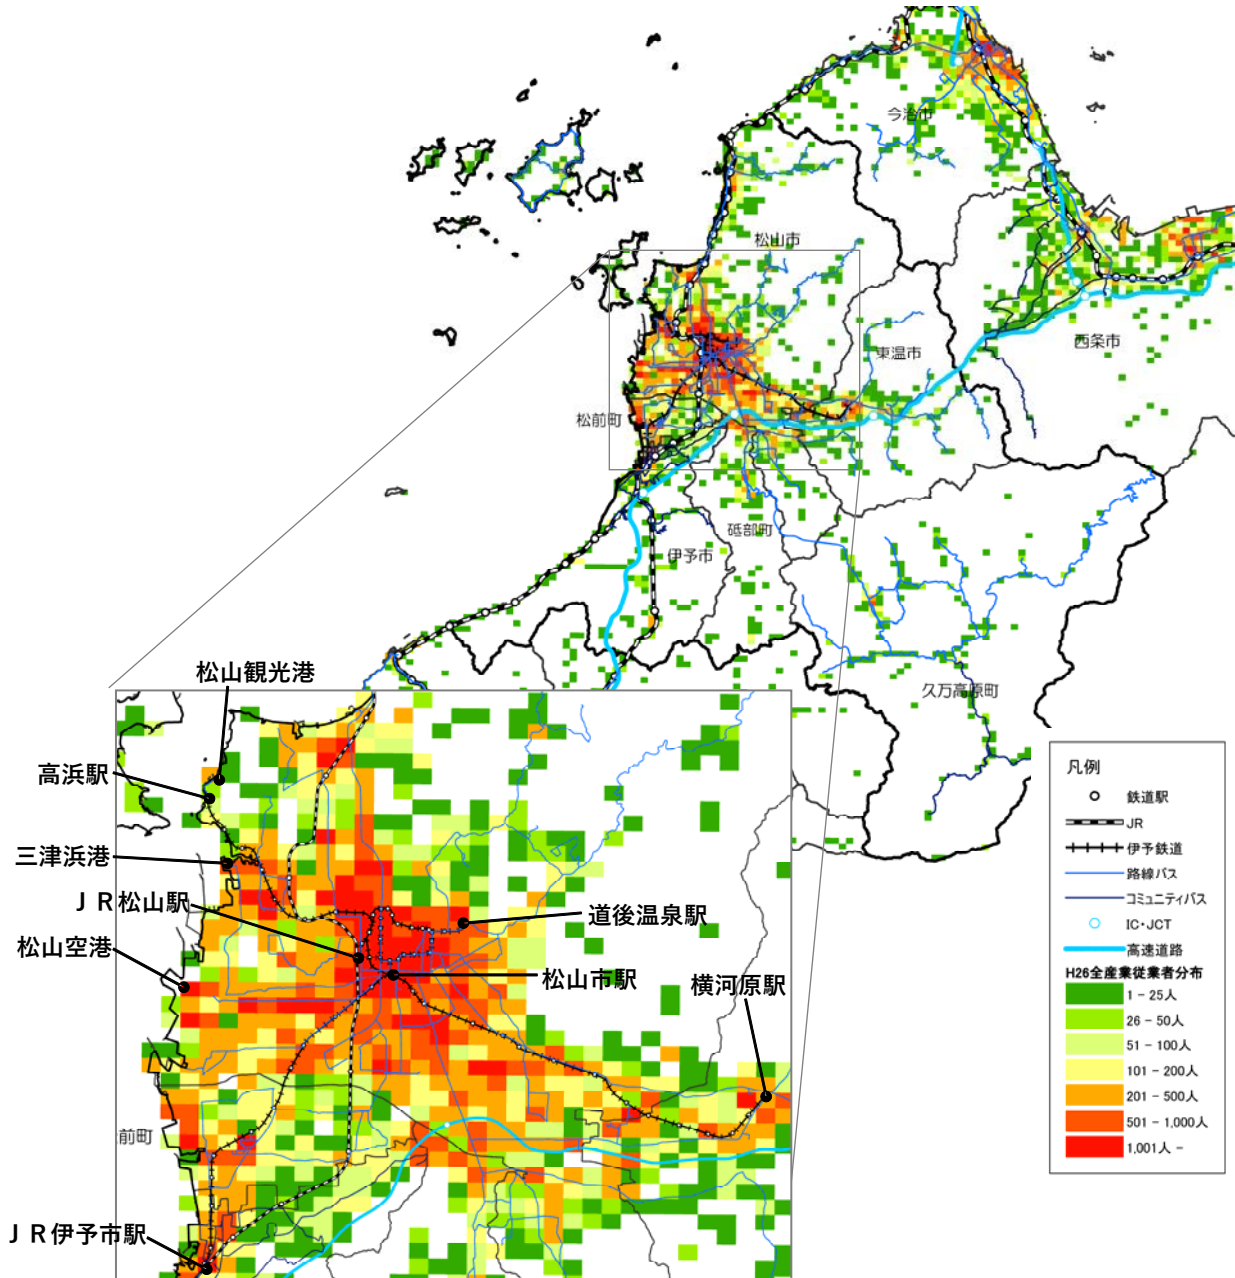 今治市
松山市
東温市
西条市
松前町
砥部町
伊予市
久万高原町
松山観光港
高浜駅
三津浜港
ＪＲ松山駅
松山空港
道後温泉駅
松山市駅
横河原駅
前町
ＪＲ伊予市駅
凡例
鉄道駅
JR
伊予鉄道
路線バス
コミュニティバス
IC・JCT
高速道路
H26全産業従業者分布
1 － 25人
26 － 50人
51 － 100人
101 － 200人
201 － 500人
501 － 1,000人
1,001人 －